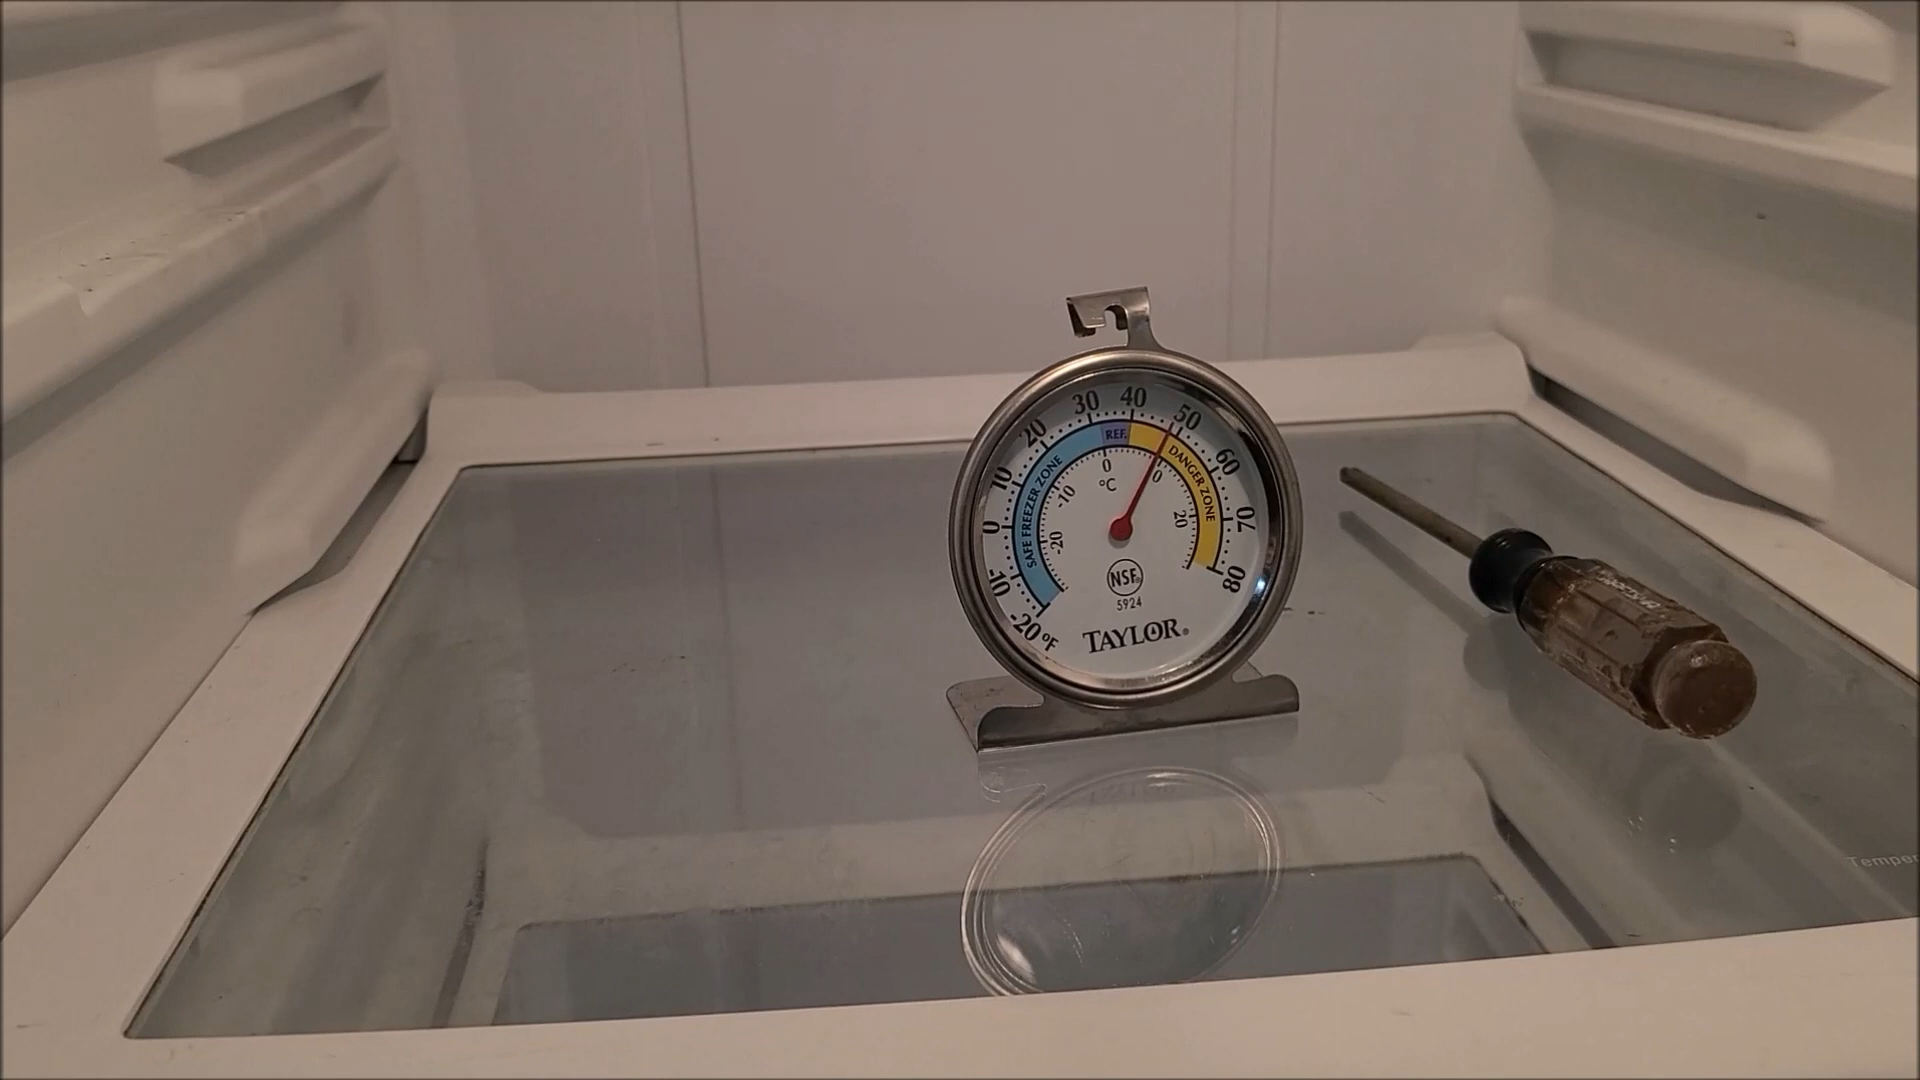 -20 -10 0 10 20 30 40 50 60 70 80 °F
SAFE FREEZER ZONE REF. DANGER ZONE
-20 -10 0 20
°C
NSF®
5924
TAYLOR®